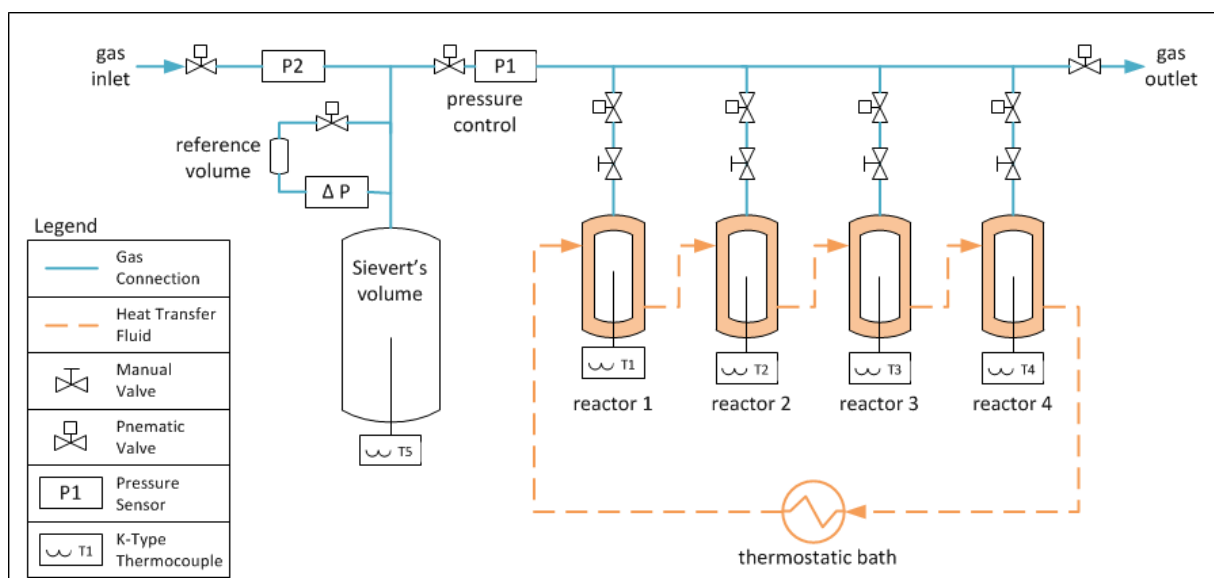 gas
inlet
P2
P1
pressure
control
gas
outlet
reference
volume
Δ P
Sievert's
volume
T5
T1
T2
T3
T4
reactor 1
reactor 2
reactor 3
reactor 4
thermostatic bath
Legend
Gas
Connection
Heat Transfer
Fluid
Manual
Valve
Pnematic
Valve
P1
Pressure
Sensor
T1
K-Type
Thermocouple